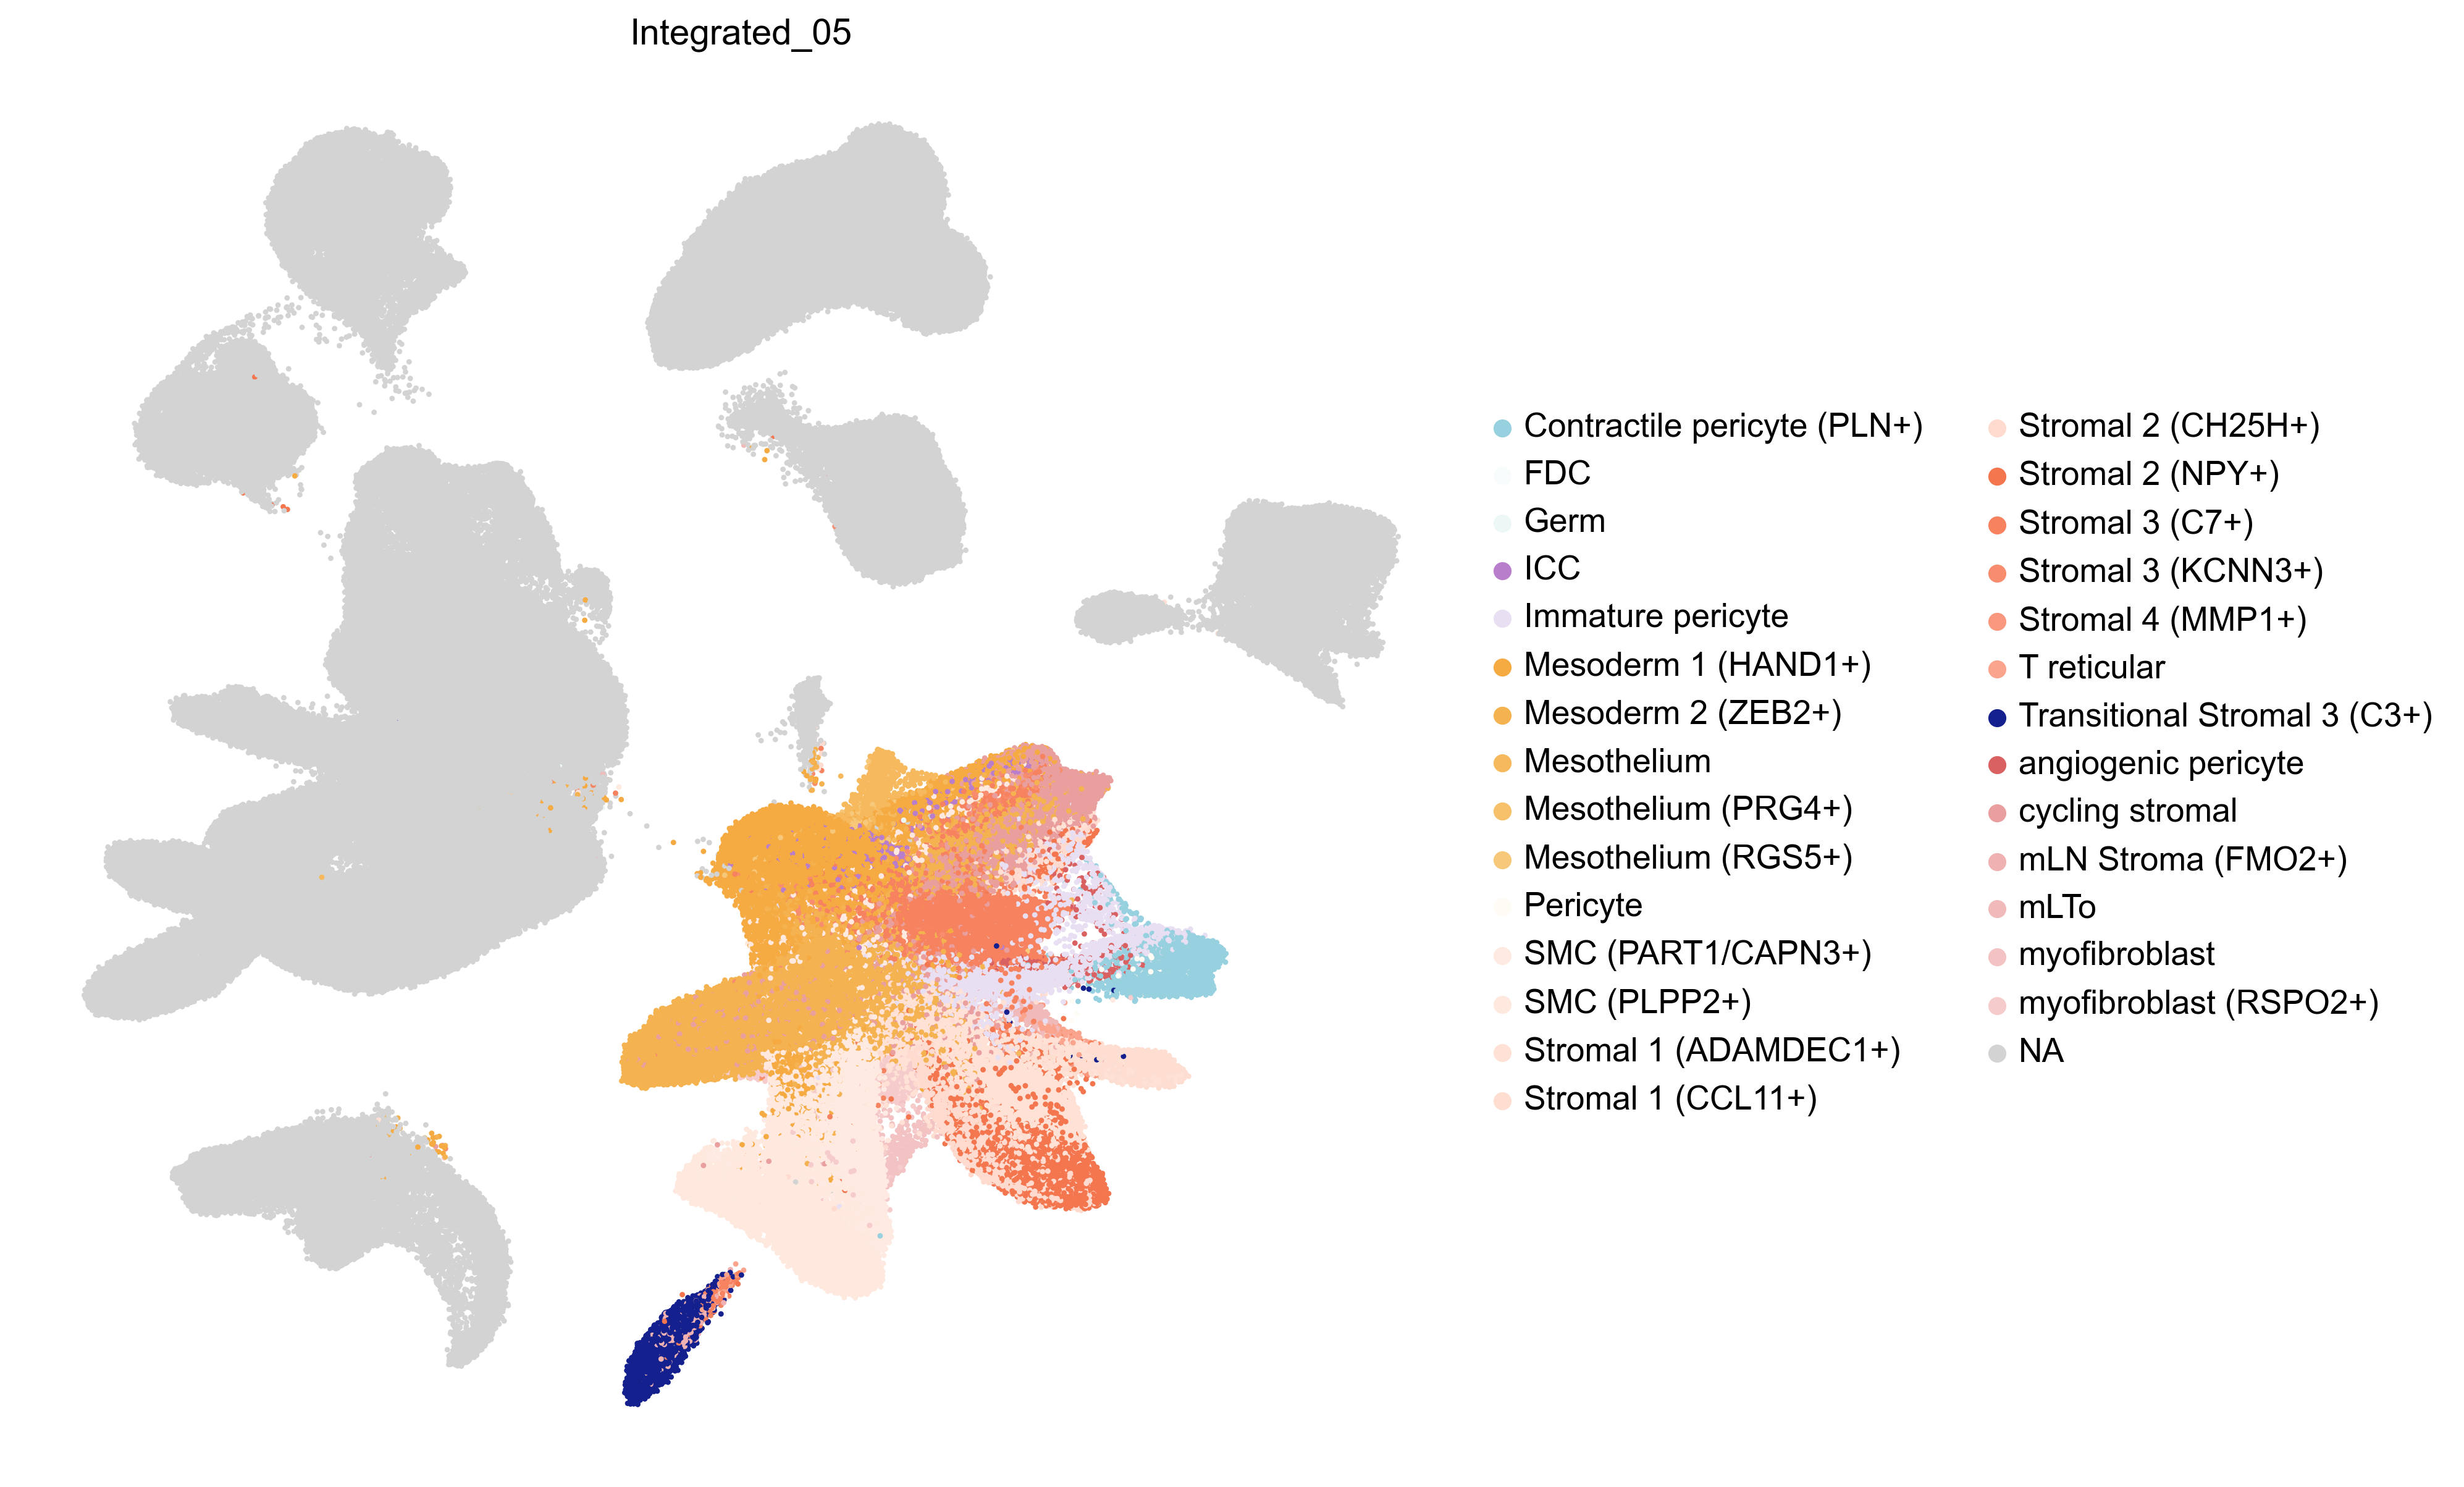 Integrated_05
Contractile pericyte (PLN+)
FDC
Germ
ICC
Immature pericyte
Mesoderm 1 (HAND1+)
Mesoderm 2 (ZEB2+)
Mesothelium
Mesothelium (PRG4+)
Mesothelium (RGS5+)
Pericyte
SMC (PART1/CAPN3+)
SMC (PLPP2+)
Stromal 1 (ADAMDEC1+)
Stromal 1 (CCL11+)
Stromal 2 (CH25H+)
Stromal 2 (NPY+)
Stromal 3 (C7+)
Stromal 3 (KCNN3+)
Stromal 4 (MMP1+)
T reticular
Transitional Stromal 3 (C3+)
angiogenic pericyte
cycling stromal
mLN Stroma (FMO2+)
mLTo
myofibroblast
myofibroblast (RSPO2+)
NA